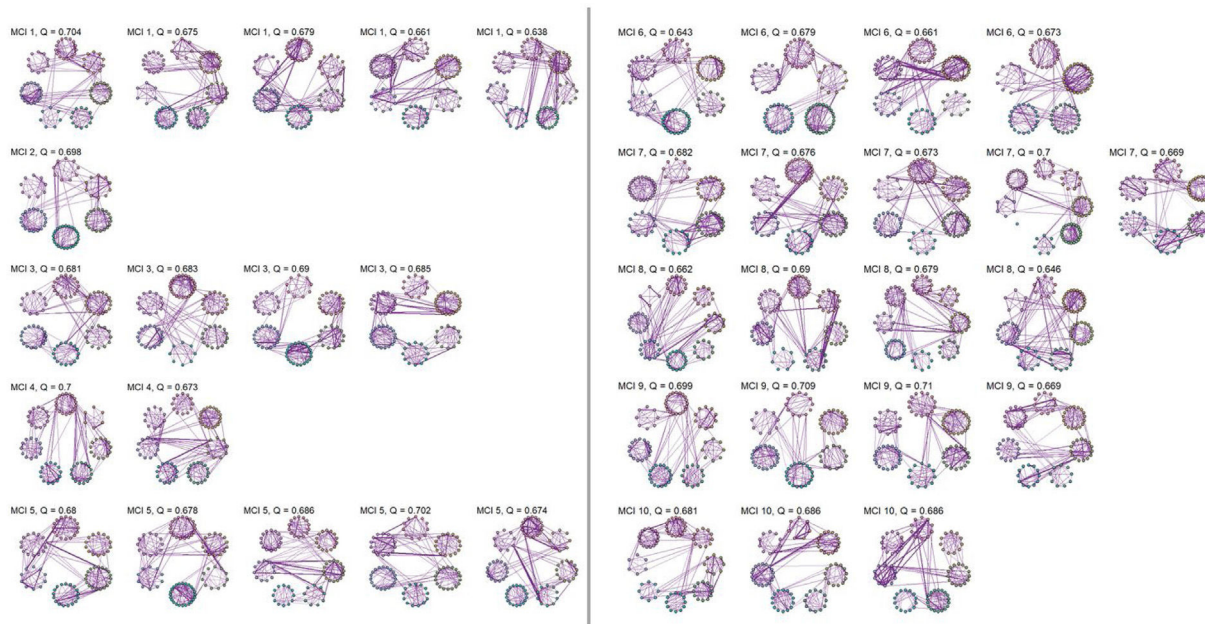 MCI 1, Q = 0.704
MCI 1, Q = 0.675
MCI 1, Q = 0.679
MCI 1, Q = 0.661
MCI 1, Q = 0.638
MCI 2, Q = 0.698
MCI 3, Q = 0.681
MCI 3, Q = 0.683
MCI 3, Q = 0.69
MCI 3, Q = 0.685
MCI 4, Q = 0.7
MCI 4, Q = 0.673
MCI 5, Q = 0.68
MCI 5, Q = 0.678
MCI 5, Q = 0.686
MCI 5, Q = 0.702
MCI 5, Q = 0.674
MCI 6, Q = 0.643
MCI 6, Q = 0.679
MCI 6, Q = 0.661
MCI 6, Q = 0.673
MCI 7, Q = 0.682
MCI 7, Q = 0.676
MCI 7, Q = 0.673
MCI 7, Q = 0.7
MCI 7, Q = 0.669
MCI 8, Q = 0.662
MCI 8, Q = 0.69
MCI 8, Q = 0.679
MCI 8, Q = 0.646
MCI 9, Q = 0.699
MCI 9, Q = 0.709
MCI 9, Q = 0.71
MCI 9, Q = 0.669
MCI 10, Q = 0.681
MCI 10, Q = 0.686
MCI 10, Q = 0.686